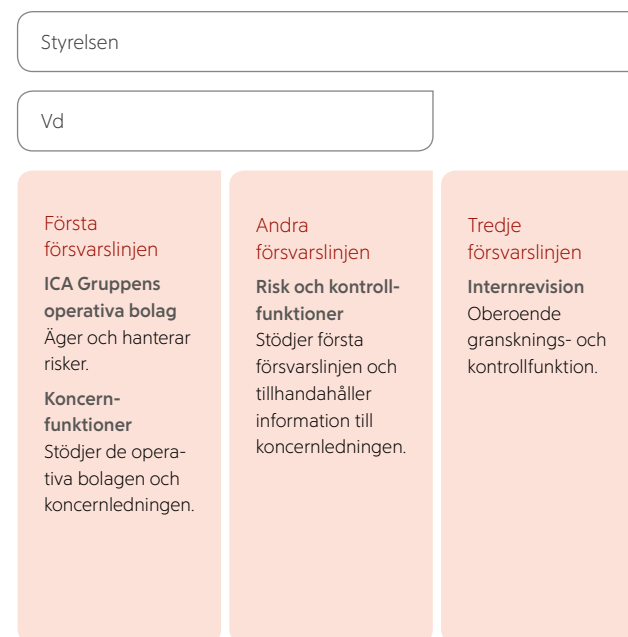 Styrelsen
Vd
Första
försvarslinjen
ICA Gruppens
operativa bolag
Äger och hanterar
risker.
Koncern-
funktioner
Stödjer de opera-
tiva bolagen och
koncernledningen.
Andra
försvarslinjen
Risk och kontroll-
funktioner
Stödjer första
försvarslinjen och
tillhandahåller
information till
koncernledningen.
Tredje
försvarslinjen
Internrevision
Oberoende
gransknings- och
kontrollfunktion.